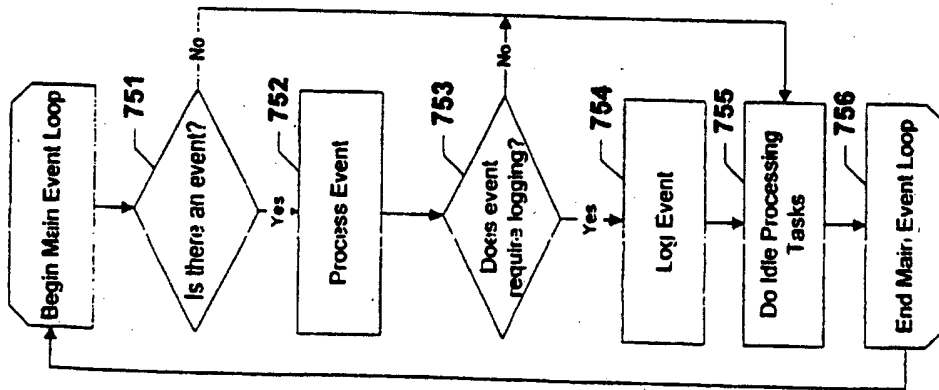 Begin Main Event Loop
751
Is there an event?
No
Yes
752
Process Event
753
Does event
require logging?
No
Yes
754
Log Event
755
Do Idle Processing
Tasks
756
End Main Event Loop